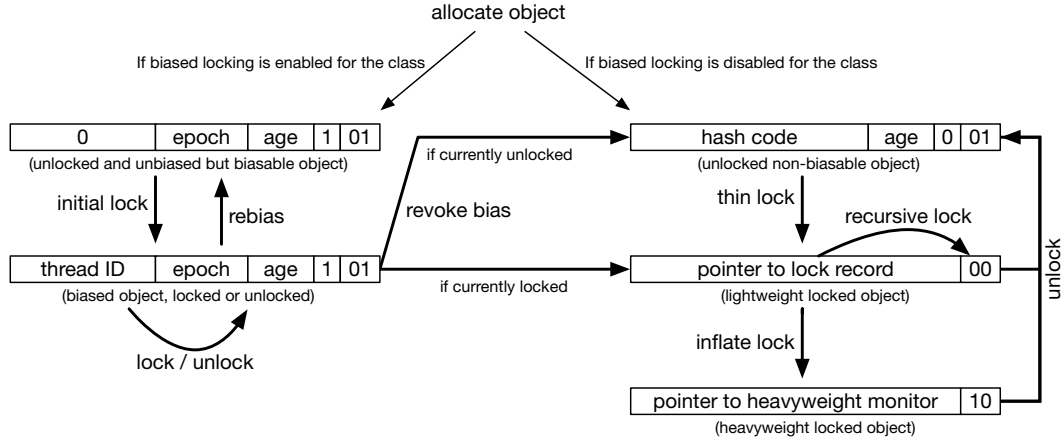 allocate object
If biased locking is enabled for the class
If biased locking is disabled for the class
0 epoch age 1 01
(unlocked and unbiased but biasable object)
hash code age 0 01
(unlocked non-biasable object)
if currently unlocked
initial lock
rebias
revoke bias
thin lock
recursive lock
thread ID epoch age 1 01
(biased object, locked or unlocked)
if currently locked
pointer to lock record 00
(lightweight locked object)
unlock
lock / unlock
inflate lock
pointer to heavyweight monitor 10
(heavyweight locked object)